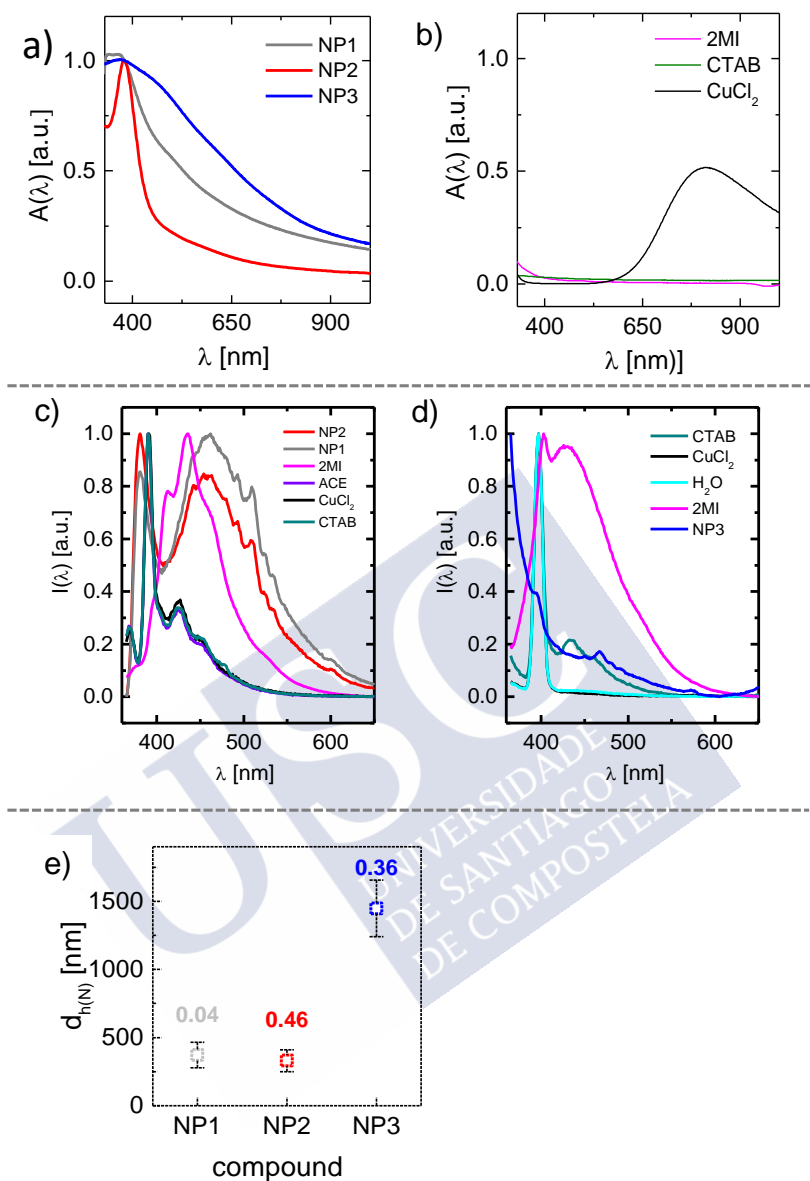 a)
1.0
0.5
0.0
A(λ) [a.u.]
NP1
NP2
NP3
400 650 900
λ [nm]
b)
1.0
0.5
0.0
A(λ) [a.u.]
2MI
CTAB
CuCl2
400 650 900
λ [nm)]
c)
1.0
0.8
0.6
0.4
0.2
0.0
I(λ) [a.u.]
NP2
NP1
2MI
ACE
CuCl2
CTAB
400 500 600
λ [nm]
d)
1.0
0.8
0.6
0.4
0.2
0.0
I(λ) [a.u.]
CTAB
CuCl2
H2O
2MI
NP3
400 500 600
λ [nm]
USC
UNIVERSIDADE
DE SANTIAGO
DE COMPOSTELA
e)
1500
1000
500
0
dh(N) [nm]
0.04
0.46
0.36
NP1 NP2 NP3
compound